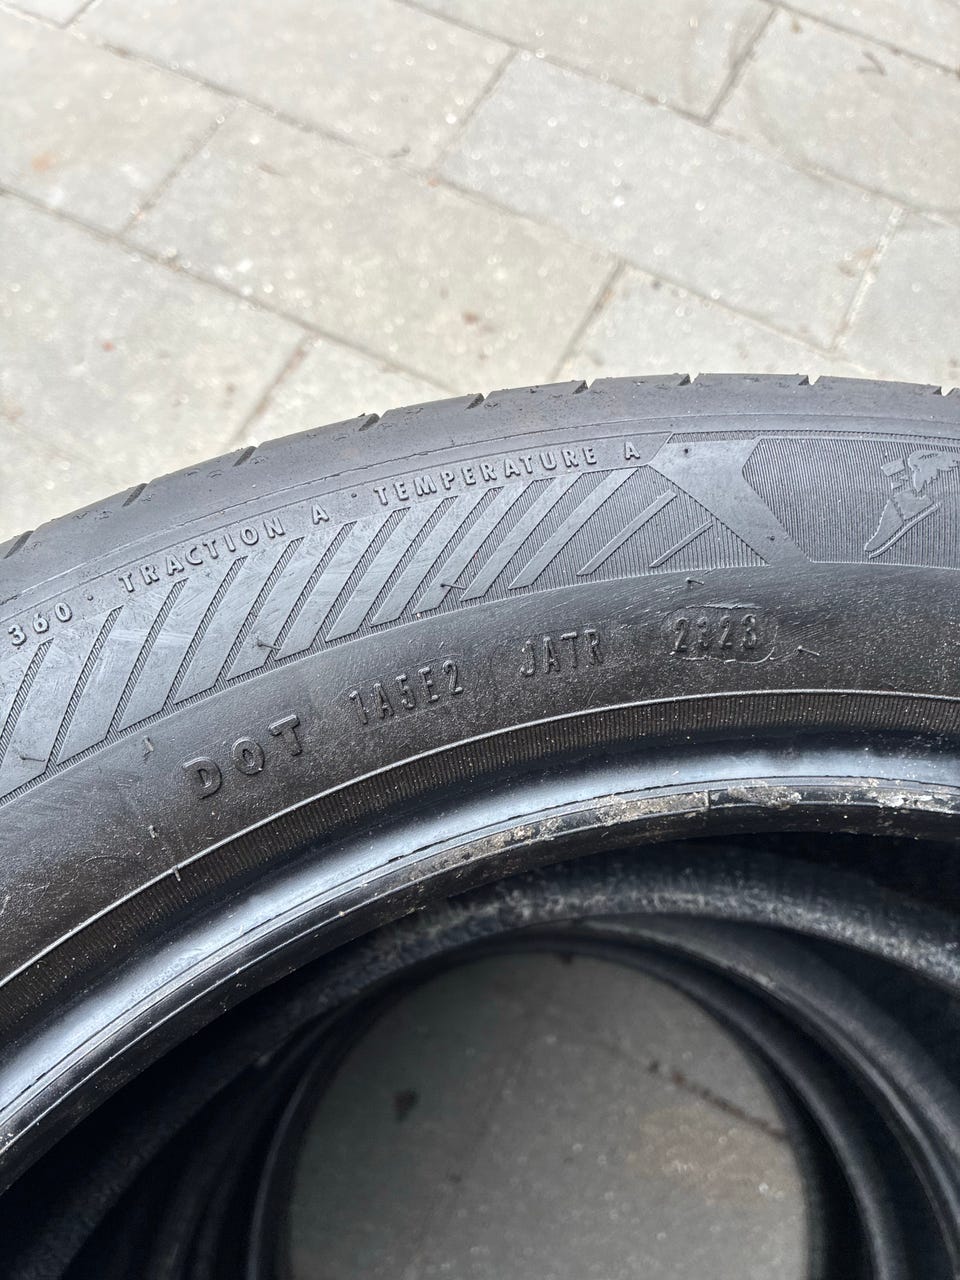 360 · TRACTION A · TEMPERATURE A
DOT 1A5E2 JATR 2323